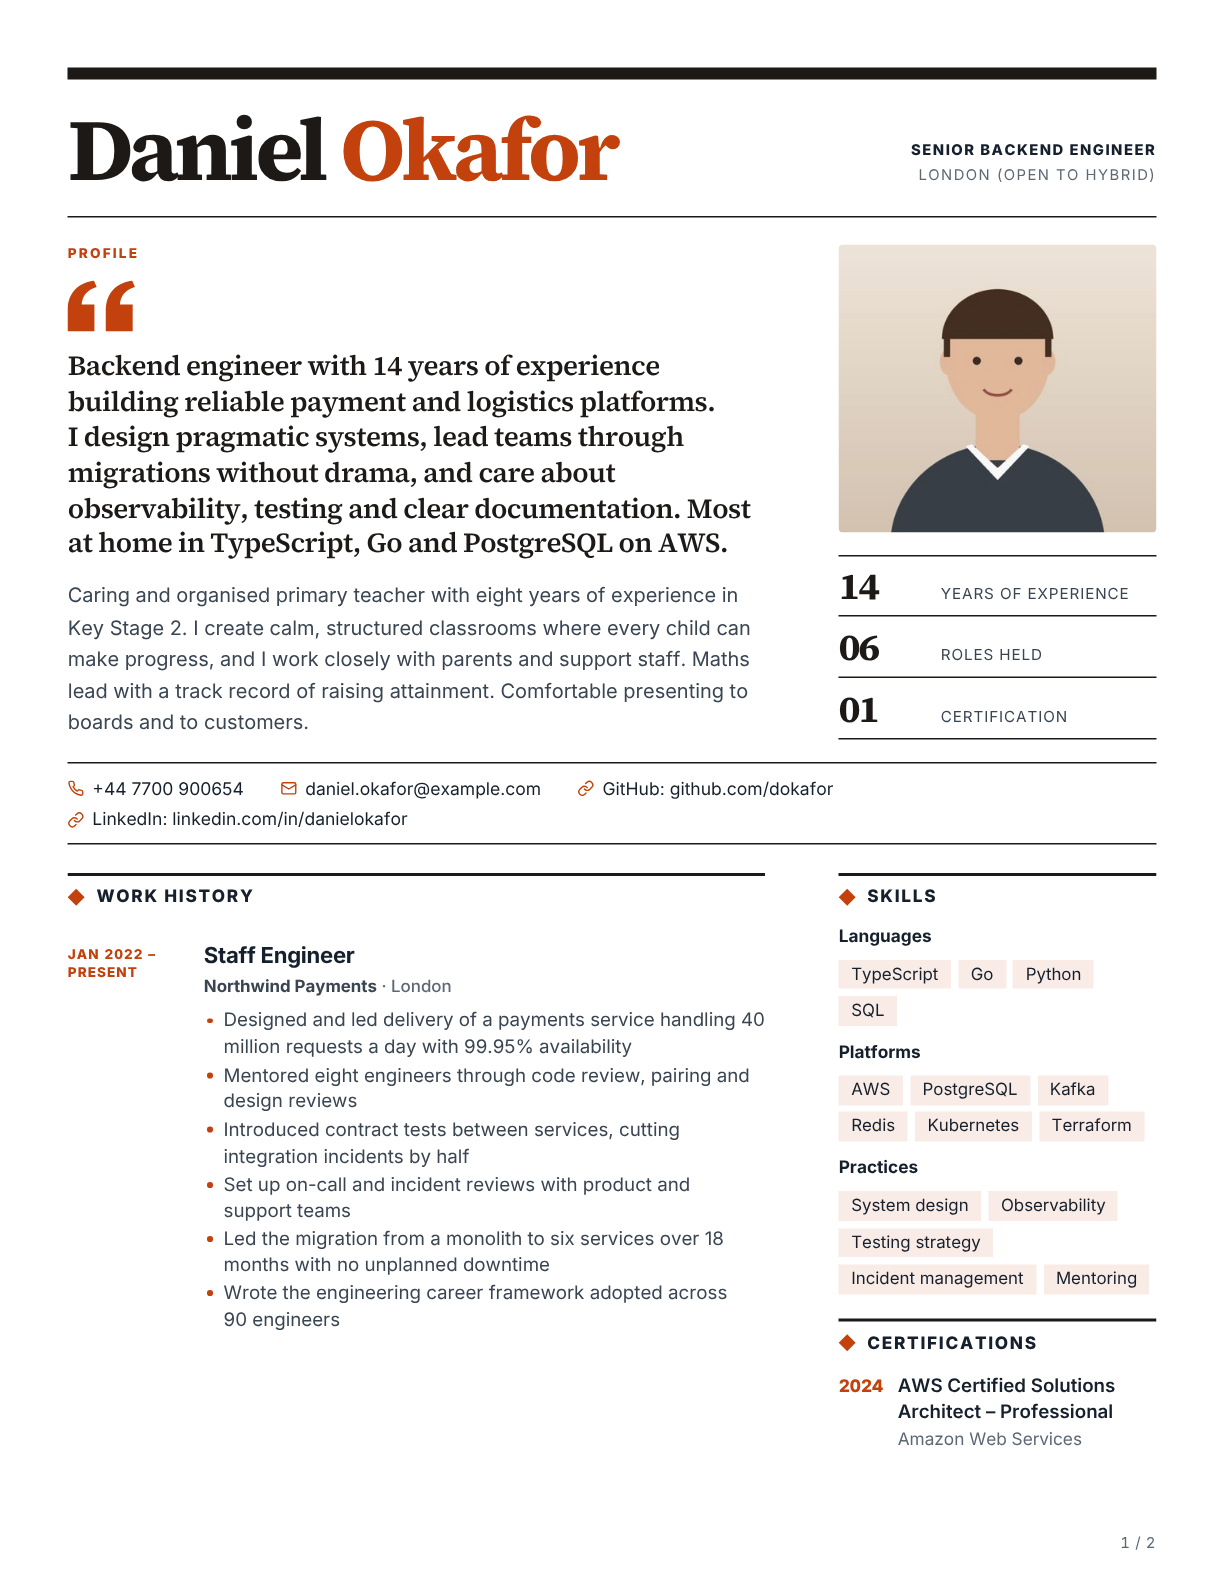 Daniel Okafor
SENIOR BACKEND ENGINEER
LONDON (OPEN TO HYBRID)
PROFILE
“
Backend engineer with 14 years of experience
building reliable payment and logistics platforms.
I design pragmatic systems, lead teams through
migrations without drama, and care about
observability, testing and clear documentation. Most
at home in TypeScript, Go and PostgreSQL on AWS.
Caring and organised primary teacher with eight years of experience in
Key Stage 2. I create calm, structured classrooms where every child can
make progress, and I work closely with parents and support staff. Maths
lead with a track record of raising attainment. Comfortable presenting to
boards and to customers.
14 YEARS OF EXPERIENCE
06 ROLES HELD
01 CERTIFICATION
+44 7700 900654 daniel.okafor@example.com GitHub: github.com/dokafor
LinkedIn: linkedin.com/in/danielokafor
WORK HISTORY
JAN 2022 –
PRESENT
Staff Engineer
Northwind Payments · London
• Designed and led delivery of a payments service handling 40
million requests a day with 99.95% availability
• Mentored eight engineers through code review, pairing and
design reviews
• Introduced contract tests between services, cutting
integration incidents by half
• Set up on-call and incident reviews with product and
support teams
• Led the migration from a monolith to six services over 18
months with no unplanned downtime
• Wrote the engineering career framework adopted across
90 engineers
SKILLS
Languages
TypeScript Go Python
SQL
Platforms
AWS PostgreSQL Kafka
Redis Kubernetes Terraform
Practices
System design Observability
Testing strategy
Incident management Mentoring
CERTIFICATIONS
2024 AWS Certified Solutions
Architect – Professional
Amazon Web Services
1 / 2